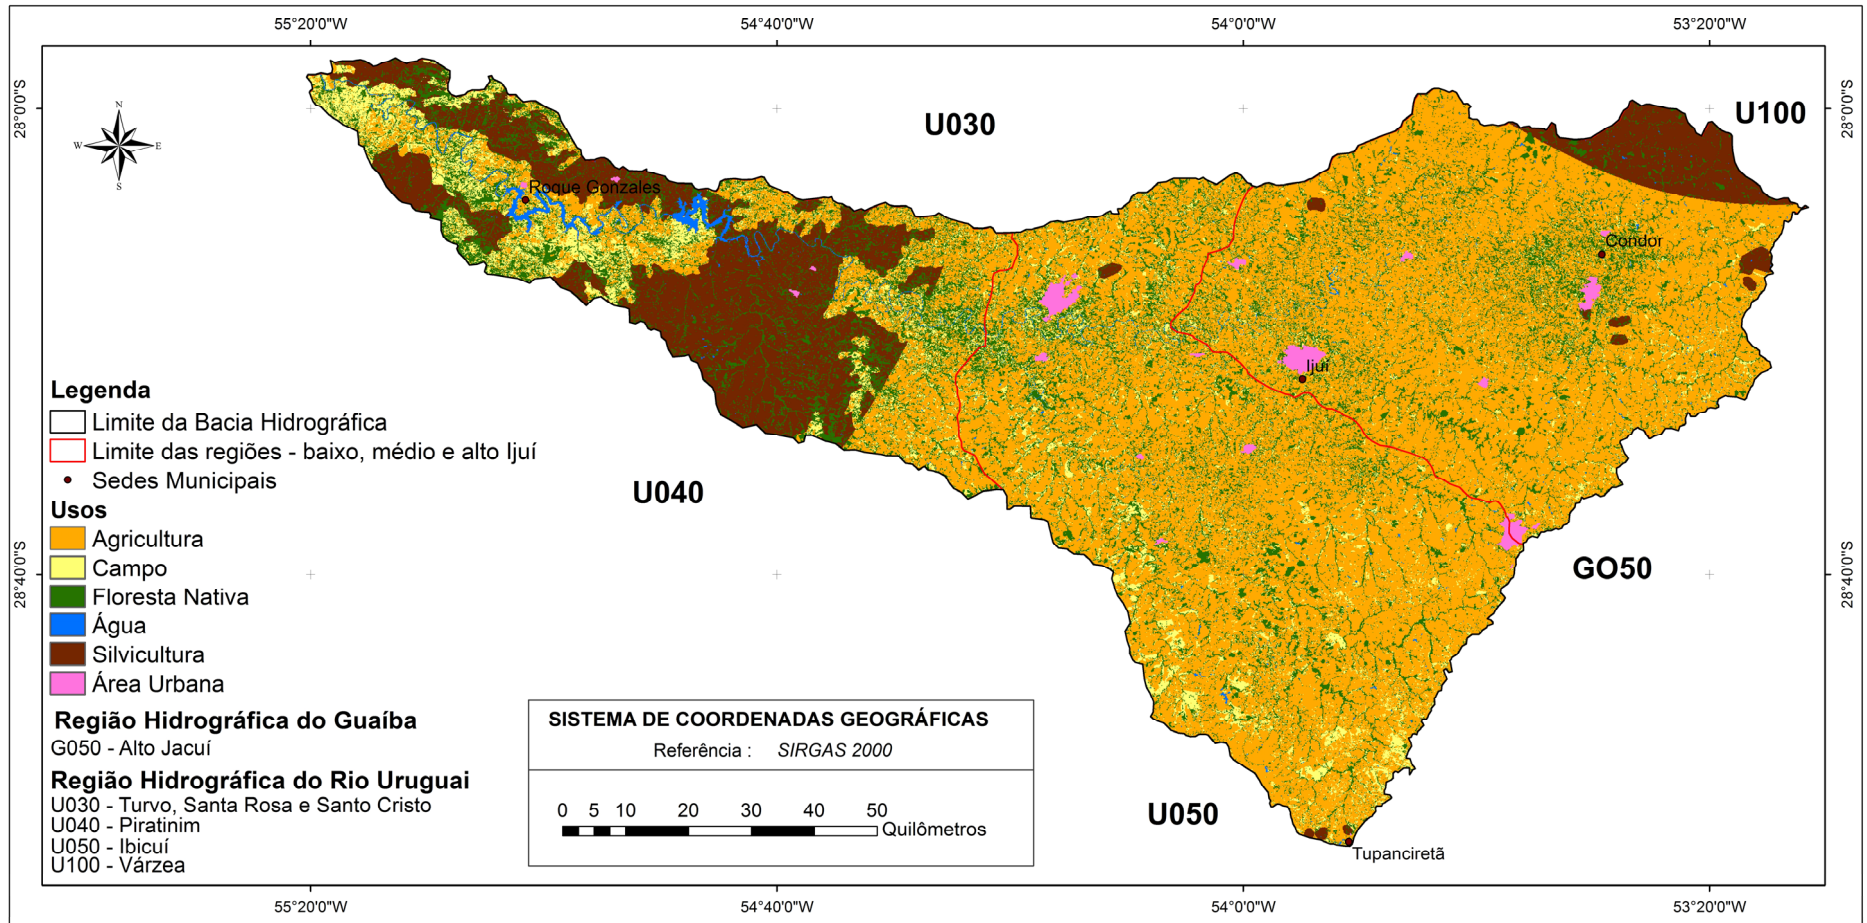 55°20'0"W 54°40'0"W 54°0'0"W 53°20'0"W
28°0'0"S 28°0'0"S
N
W E
S
U030
U100
Roque Gonzales
Condor
Ijuí
U040
GO50
28°40'0"S 28°40'0"S
U050
Tupanciretã
Legenda
Limite da Bacia Hidrográfica
Limite das regiões - baixo, médio e alto Ijuí
Sedes Municipais
Usos
Agricultura
Campo
Floresta Nativa
Água
Silvicultura
Área Urbana
Região Hidrográfica do Guaíba
G050 - Alto Jacuí
Região Hidrográfica do Rio Uruguai
U030 - Turvo, Santa Rosa e Santo Cristo
U040 - Piratinim
U050 - Ibicuí
U100 - Várzea
SISTEMA DE COORDENADAS GEOGRÁFICAS
Referência : SIRGAS 2000
0 5 10 20 30 40 50
Quilômetros
55°20'0"W 54°40'0"W 54°0'0"W 53°20'0"W